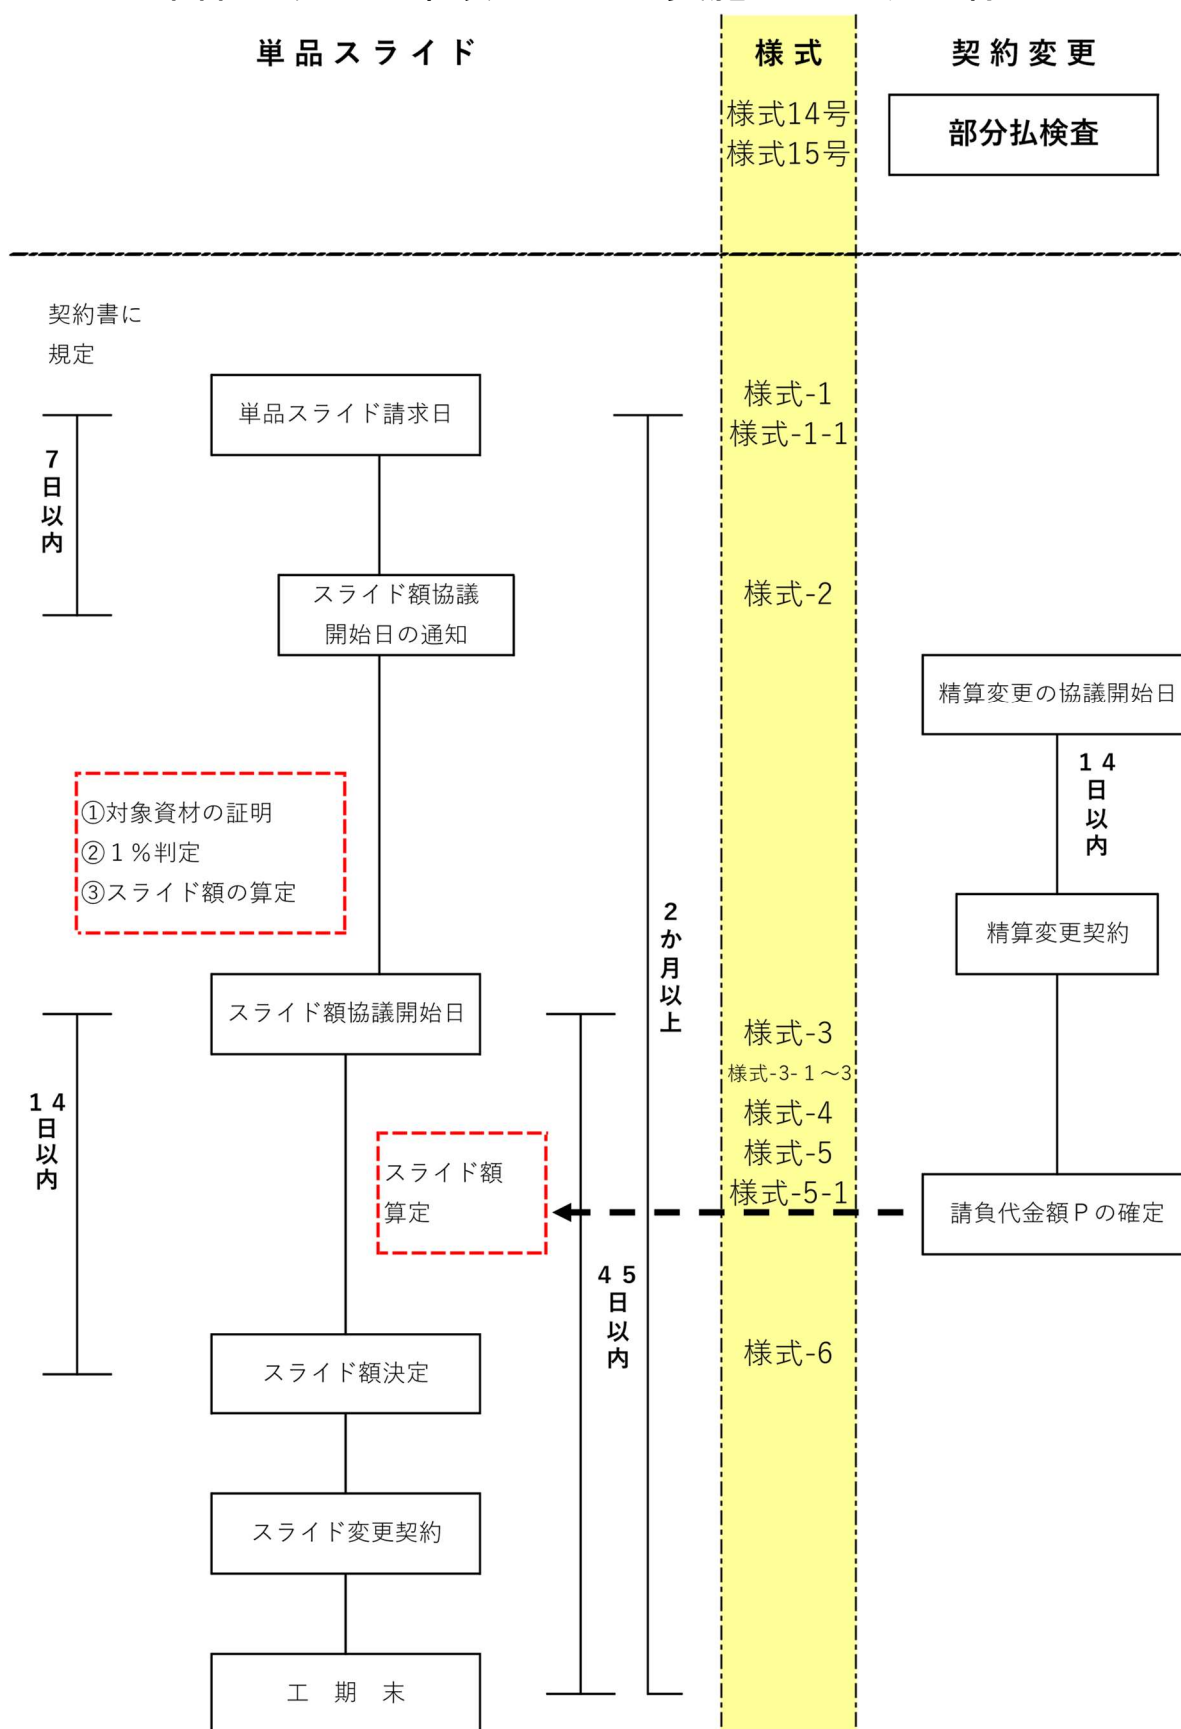 単品スライド
様式
契約変更
様式14号
様式15号
部分払検査
契約書に
規定
単品スライド請求日
様式-1
様式-1-1
7日以内
スライド額協議
開始日の通知
様式-2
精算変更の協議開始日
14日以内
①対象資材の証明
②1%判定
③スライド額の算定
2か月以上
精算変更契約
スライド額協議開始日
様式-3
様式-3-1～3
様式-4
様式-5
様式-5-1
14日以内
スライド額
算定
請負代金額Pの確定
45日以内
スライド額決定
様式-6
スライド変更契約
工期末